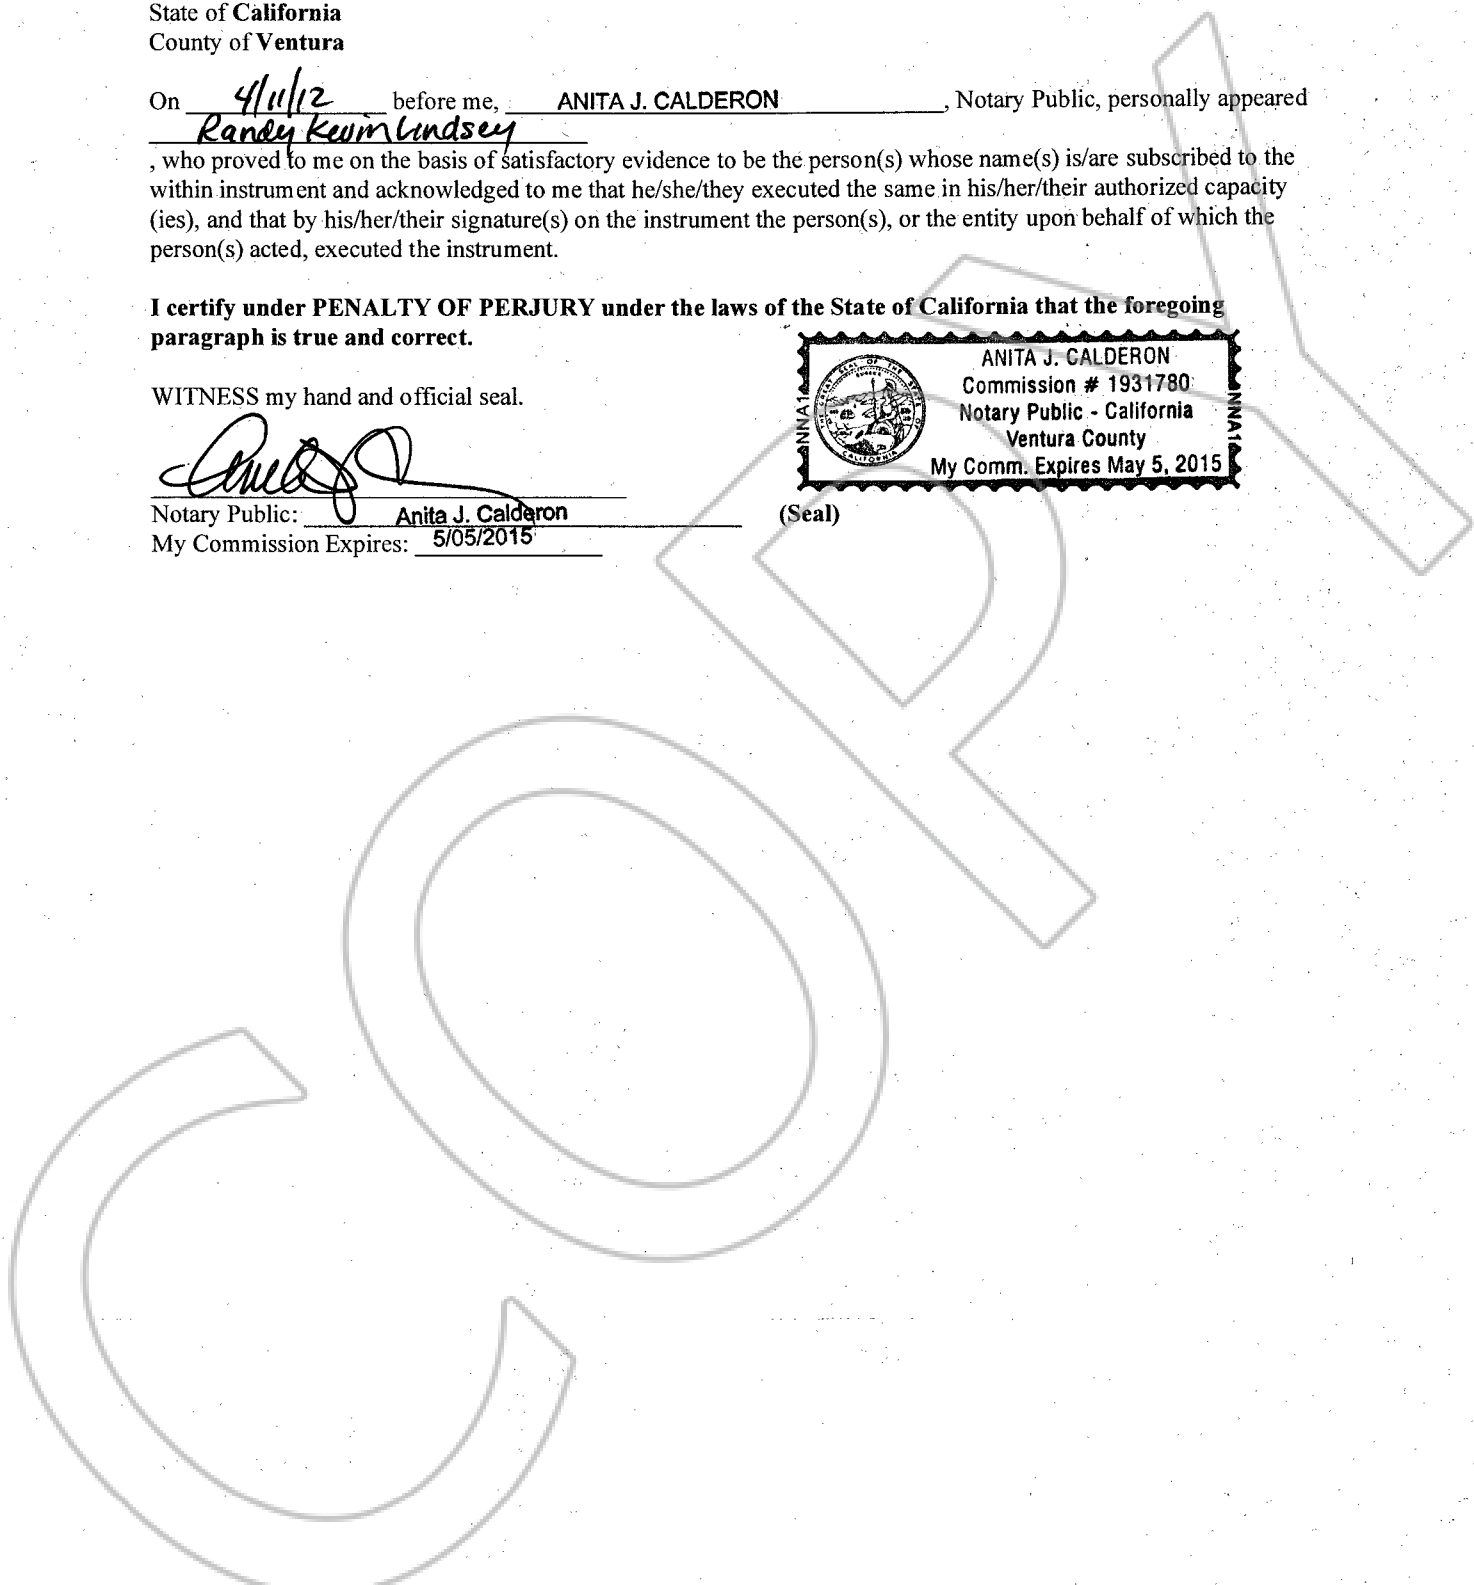 State of California
County of Ventura
On 4/11/12 before me, ANITA J. CALDERON, Notary Public, personally appeared
Randy Kevin Lindsey
, who proved to me on the basis of satisfactory evidence to be the person(s) whose name(s) is/are subscribed to the
within instrument and acknowledged to me that he/she/they executed the same in his/her/their authorized capacity
(ies), and that by his/her/their signature(s) on the instrument the person(s), or the entity upon behalf of which the
person(s) acted, executed the instrument.
I certify under PENALTY OF PERJURY under the laws of the State of California that the foregoing
paragraph is true and correct.
WITNESS my hand and official seal.
ANITA J. CALDERON
Commission # 1931780
Notary Public - California
Ventura County
My Comm. Expires May 5, 2015
Notary Public: Anita J. Calderon
(Seal)
My Commission Expires: 5/05/2015
COPY